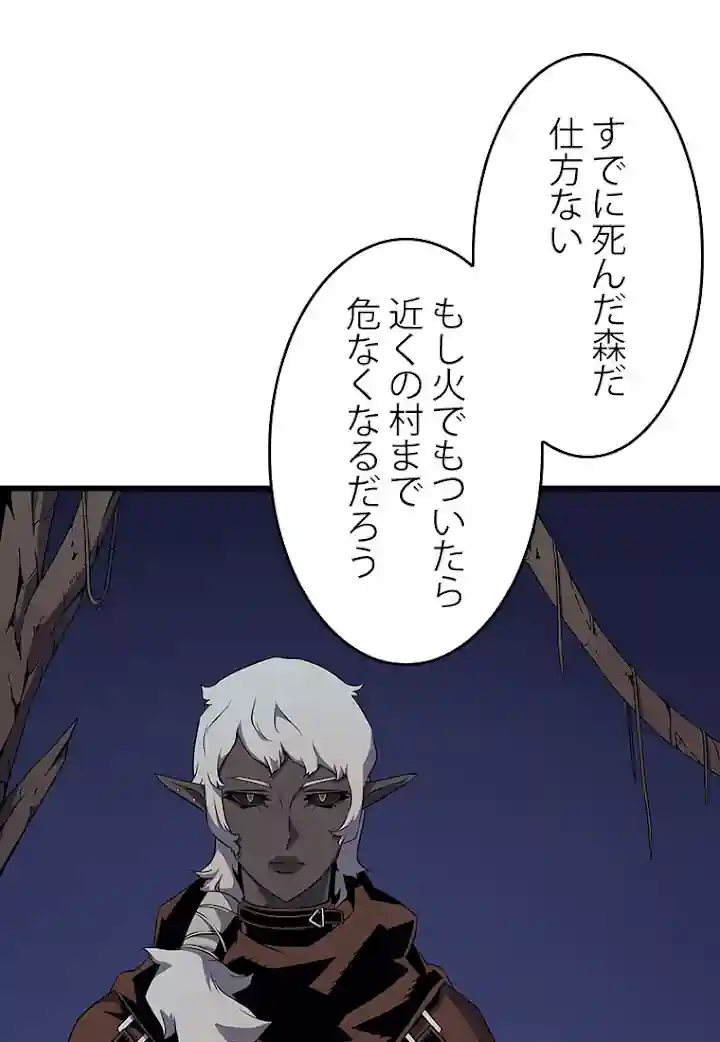 すでに死んだ森だ
仕方ない
もし火でもついたら
近くの村まで
危なくなるだろう